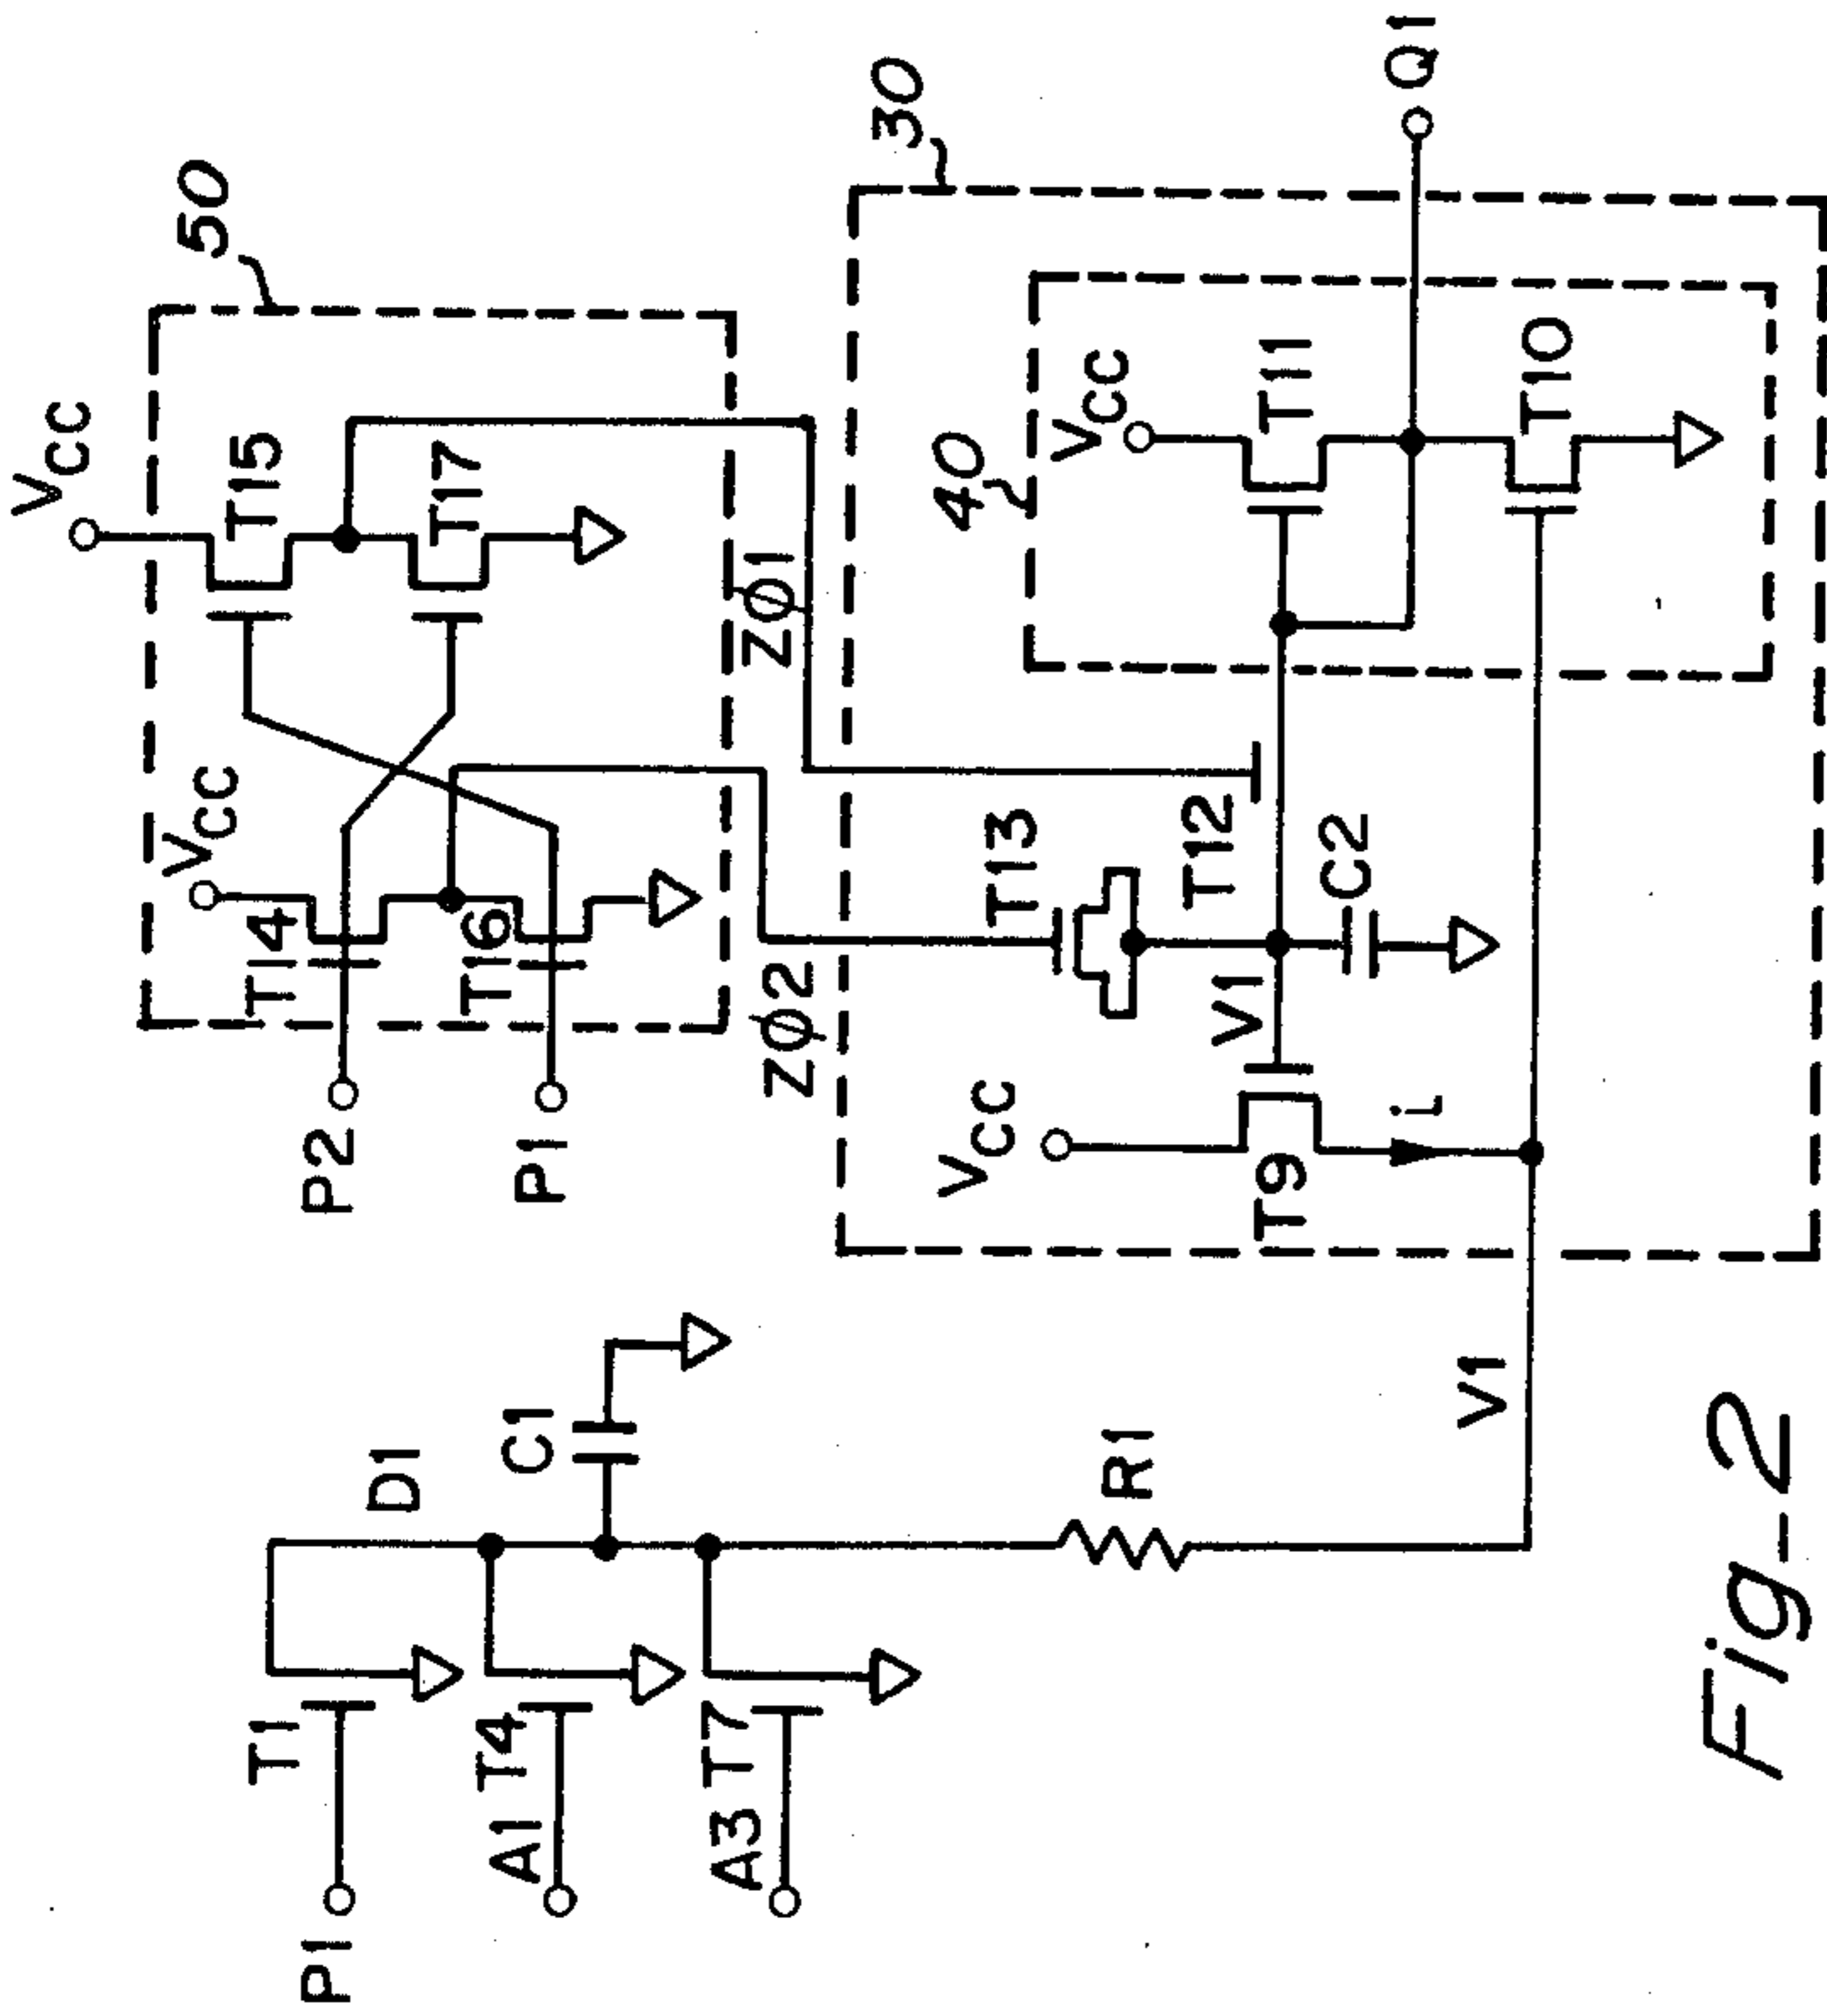 VCC
50
T15
VCC
T17
T14
T16
P2
P1
ZΦ1
ZΦ2
30
40
VCC
T11
T10
Q1
T13
T12
C2
V1
VCC
T9
i
P1
T1
D1
A1
T4
C1
A3
T7
R1
V1
Fig-2